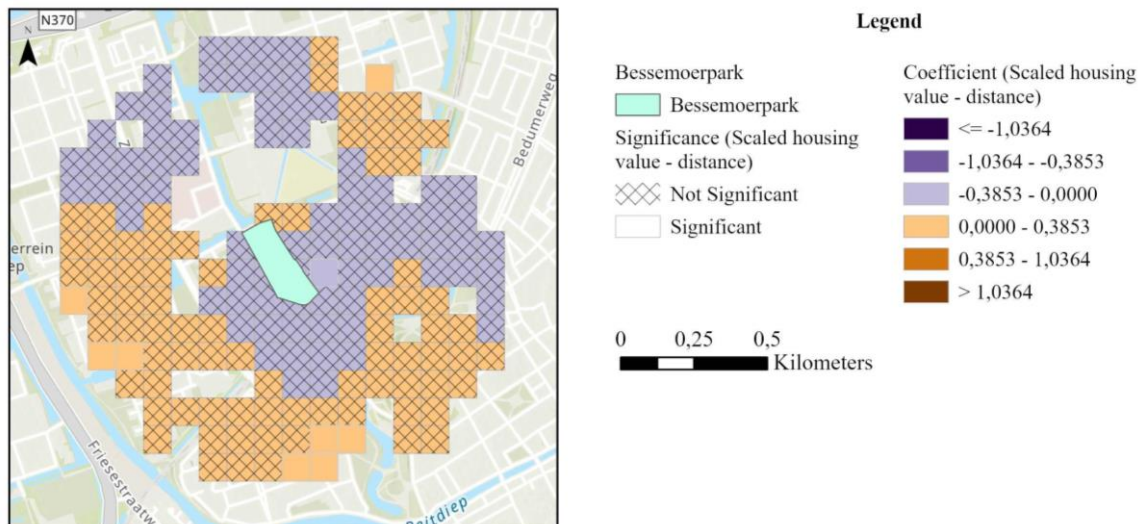 N370
N
Bedumerweg
Z
errein
ep
Friesestraatw
Reitdiep
Legend
Bessemoerpark
Bessemoerpark
Significance (Scaled housing
value - distance)
Not Significant
Significant
Coefficient (Scaled housing
value - distance)
<= -1,0364
-1,0364 - -0,3853
-0,3853 - 0,0000
0,0000 - 0,3853
0,3853 - 1,0364
> 1,0364
0 0,25 0,5
Kilometers